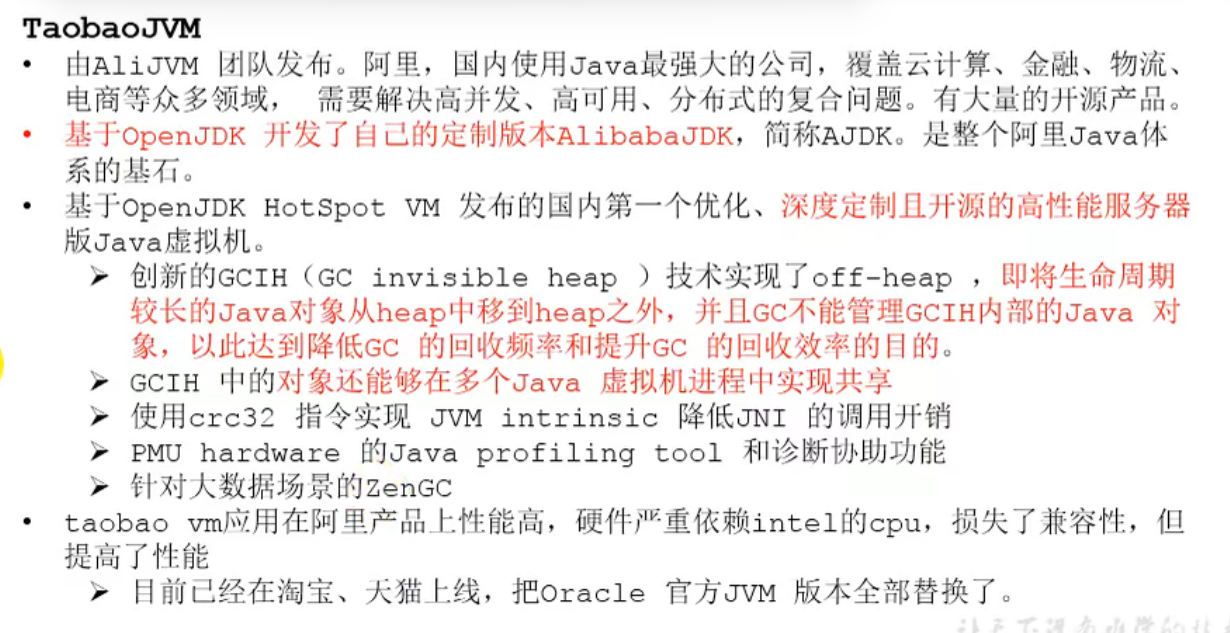 TaobaoJVM
• 由AliJVM 团队发布。阿里，国内使用Java最强大的公司，覆盖云计算、金融、物流、
电商等众多领域， 需要解决高并发、高可用、分布式的复合问题。有大量的开源产品。
• 基于OpenJDK 开发了自己的定制版本AlibabaJDK，简称AJDK。是整个阿里Java体
系的基石。
• 基于OpenJDK HotSpot VM 发布的国内第一个优化、深度定制且开源的高性能服务器
版Java虚拟机。
➢ 创新的GCIH（GC invisible heap ）技术实现了off-heap ，即将生命周期
较长的Java对象从heap中移到heap之外，并且GC不能管理GCIH内部的Java 对
象，以此达到降低GC 的回收频率和提升GC 的回收效率的目的。
➢ GCIH 中的对象还能够在多个Java 虚拟机进程中实现共享
➢ 使用crc32 指令实现 JVM intrinsic 降低JNI 的调用开销
➢ PMU hardware 的Java profiling tool 和诊断协助功能
➢ 针对大数据场景的ZenGC
• taobao vm应用在阿里产品上性能高，硬件严重依赖intel的cpu，损失了兼容性，但
提高了性能
➢ 目前已经在淘宝、天猫上线，把Oracle 官方JVM 版本全部替换了。